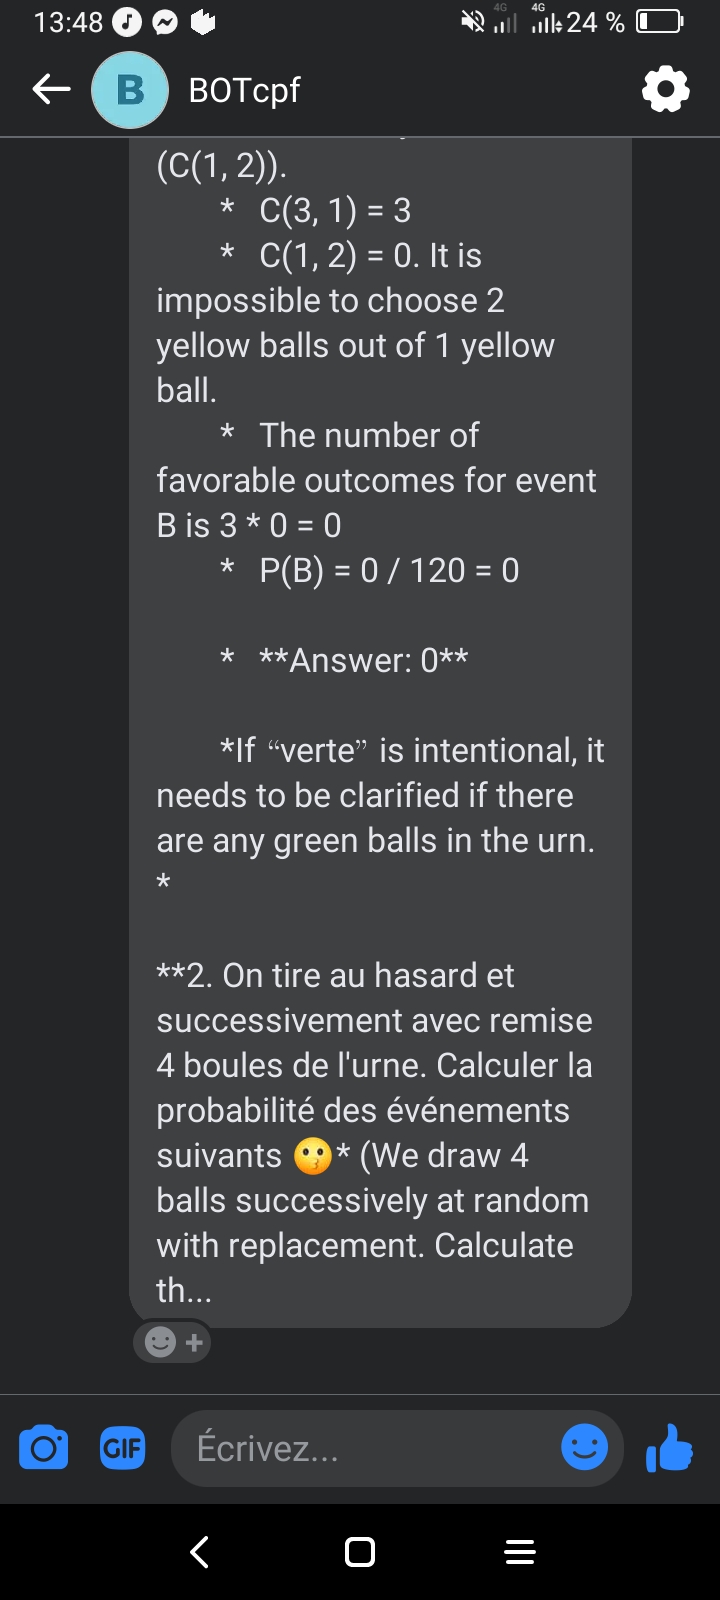 13:48
4G
4G
24 %
B
BOTcpf
(C(1, 2)).
* C(3, 1) = 3
* C(1, 2) = 0. It is
impossible to choose 2
yellow balls out of 1 yellow
ball.
* The number of
favorable outcomes for event
B is 3 * 0 = 0
* P(B) = 0 / 120 = 0
* **Answer: 0**
*If “verte” is intentional, it
needs to be clarified if there
are any green balls in the urn.
*
**2. On tire au hasard et
successivement avec remise
4 boules de l'urne. Calculer la
probabilité des événements
suivants 😗* (We draw 4
balls successively at random
with replacement. Calculate
th...
GIF
Écrivez...